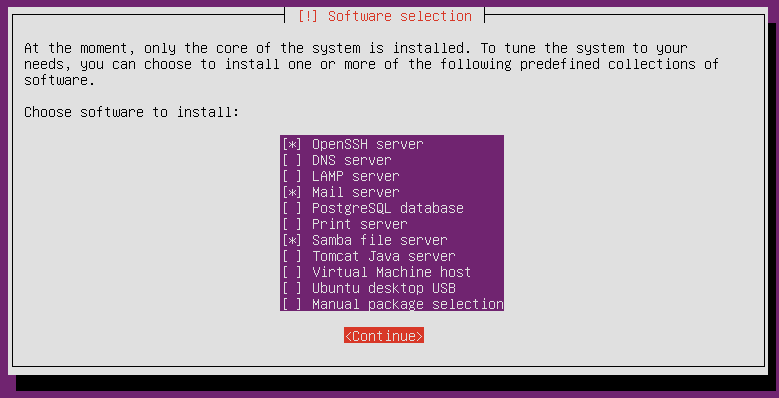 [!] Software selection
At the moment, only the core of the system is installed. To tune the system to your
needs, you can choose to install one or more of the following predefined collections of
software.
Choose software to install:
[*] OpenSSH server
[ ] DNS server
[ ] LAMP server
[*] Mail server
[ ] PostgreSQL database
[ ] Print server
[*] Samba file server
[ ] Tomcat Java server
[ ] Virtual Machine host
[ ] Ubuntu desktop USB
[ ] Manual package selection
<Continue>